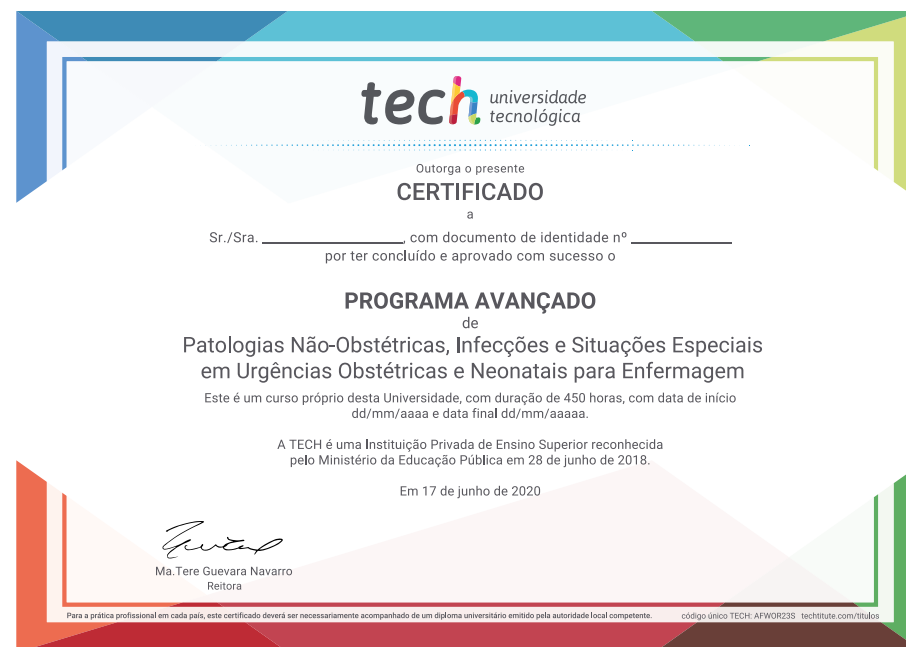 tech universidade
tecnológica
Outorga o presente
CERTIFICADO
a
Sr./Sra. ____________________, com documento de identidade nº ______________
por ter concluído e aprovado com sucesso o
PROGRAMA AVANÇADO
de
Patologias Não-Obstétricas, Infecções e Situações Especiais
em Urgências Obstétricas e Neonatais para Enfermagem
Este é um curso próprio desta Universidade, com duração de 450 horas, com data de início
dd/mm/aaaa e data final dd/mm/aaaaa.
A TECH é uma Instituição Privada de Ensino Superior reconhecida
pelo Ministério da Educação Pública em 28 de junho de 2018.
Em 17 de junho de 2020
Ma.Tere Guevara Navarro
Reitora
Para a prática profissional em cada país, este certificado deverá ser necessariamente acompanhado de um diploma universitário emitido pela autoridade local competente. código único TECH: AFWOR23S techtitute.com/titulos